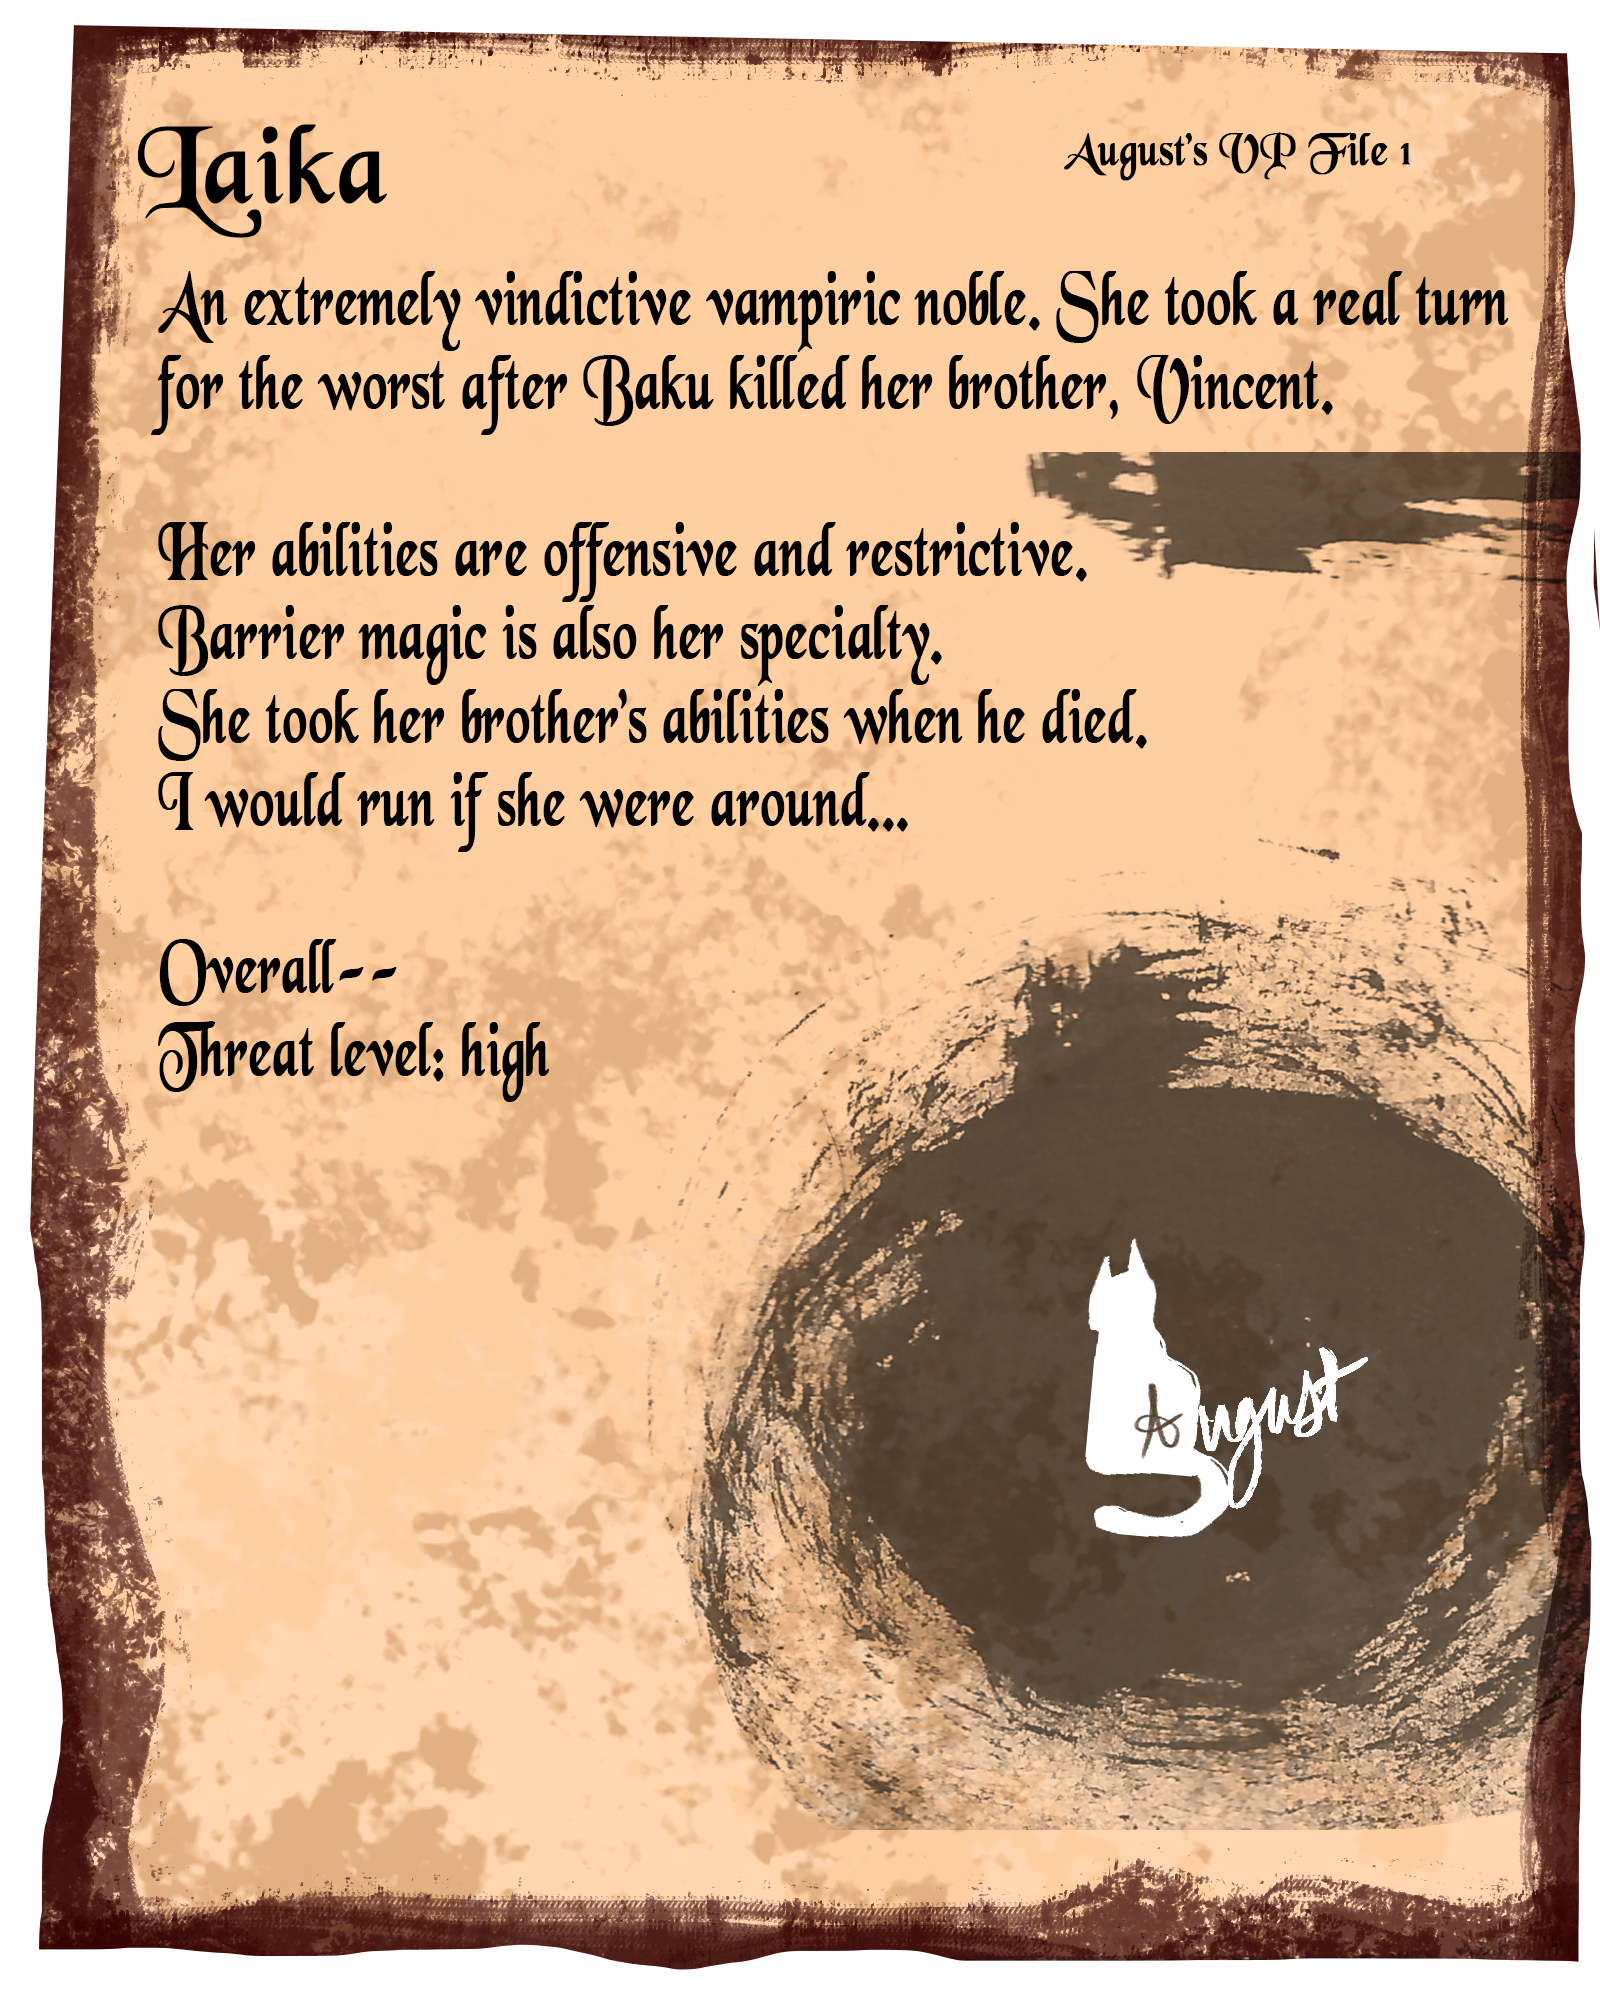 Laika
August's VP File 1
An extremely vindictive vampiric noble. She took a real turn
for the worst after Baku killed her brother, Vincent.
Her abilities are offensive and restrictive.
Barrier magic is also her specialty.
She took her brother's abilities when he died.
I would run if she were around...
Overall--
Threat level: high
August